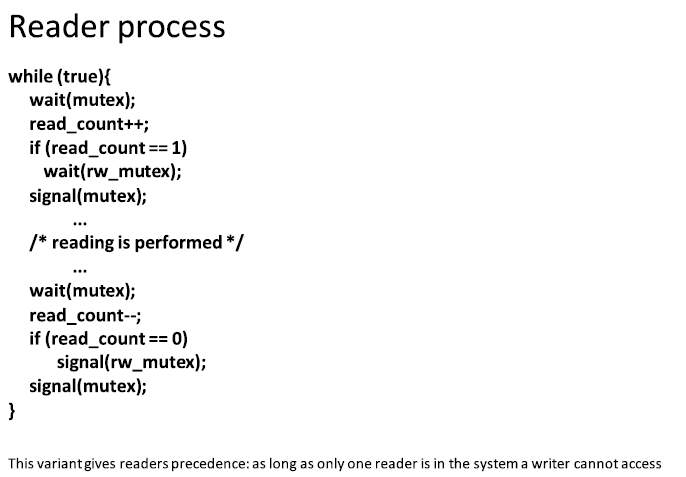 Reader process
while (true){
wait(mutex);
read_count++;
if (read_count == 1)
wait(rw_mutex);
signal(mutex);
...
/* reading is performed */
...
wait(mutex);
read_count--;
if (read_count == 0)
signal(rw_mutex);
signal(mutex);
}
This variant gives readers precedence: as long as only one reader is in the system a writer cannot access